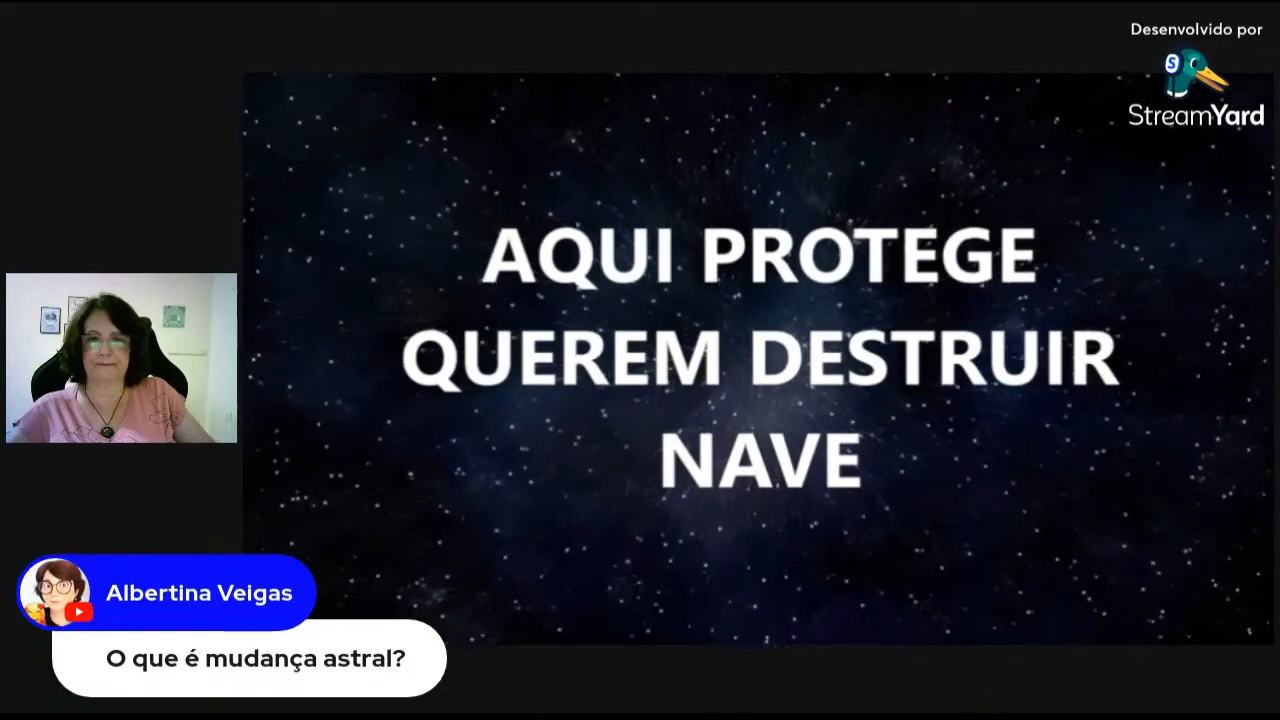 Desenvolvido por
StreamYard
AQUI PROTEGE
QUEREM DESTRUIR
NAVE
Albertina Veigas
O que é mudança astral?